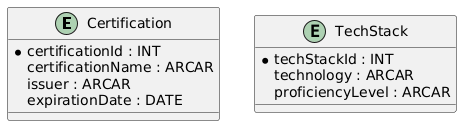 E Certification
certificationId : INT
certificationName : ARCAR
issuer : ARCAR
expirationDate : DATE
E TechStack
techStackId : INT
technology : ARCAR
proficiencyLevel : ARCAR